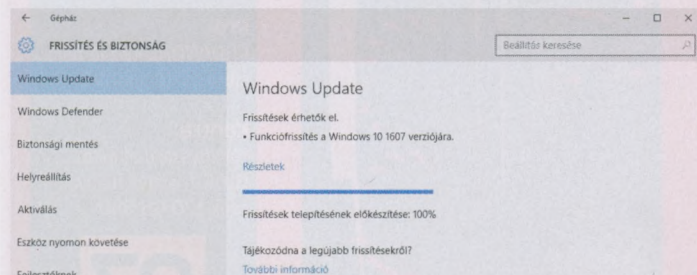 Gépház
FRISSÍTÉS ÉS BIZTONSÁG
Beállítás keresése
Windows Update
Windows Defender
Biztonsági mentés
Helyreállítás
Aktiválás
Eszköz nyomon követése
Fejlesztőknek
Windows Update
Frissítések érhetők el.
• Funkciófrissítés a Windows 10 1607 verziójára.
Részletek
Frissítések telepítésének előkészítése: 100%
Tájékozódna a legújabb frissítésekről?
További információ